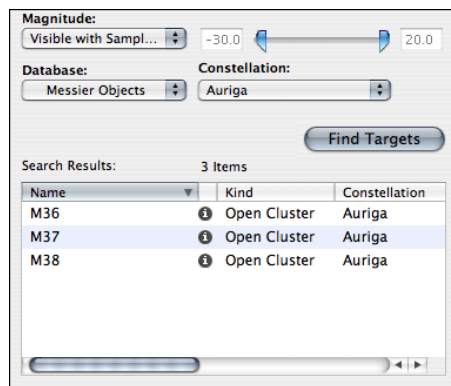 Magnitude:
Visible with Sampl... -30.0 20.0
Database: Constellation:
Messier Objects Auriga
Find Targets
Search Results: 3 Items
Name Kind Constellation
M36 Open Cluster Auriga
M37 Open Cluster Auriga
M38 Open Cluster Auriga